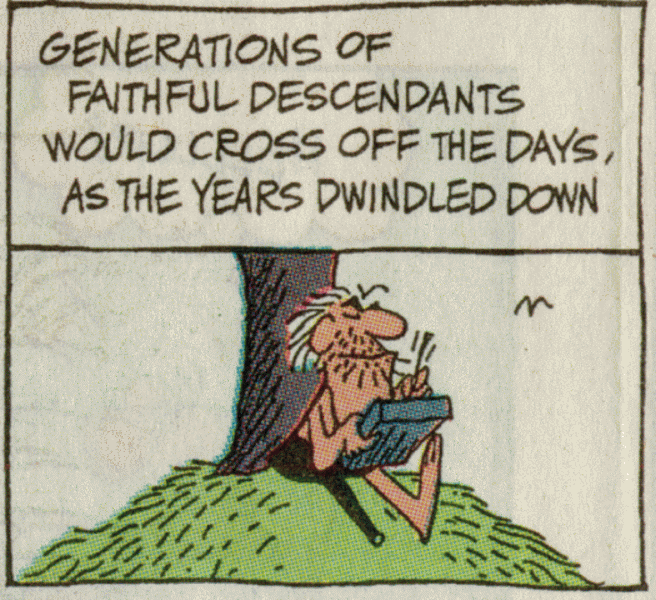 GENERATIONS OF
FAITHFUL DESCENDANTS
WOULD CROSS OFF THE DAYS,
AS THE YEARS DWINDLED DOWN